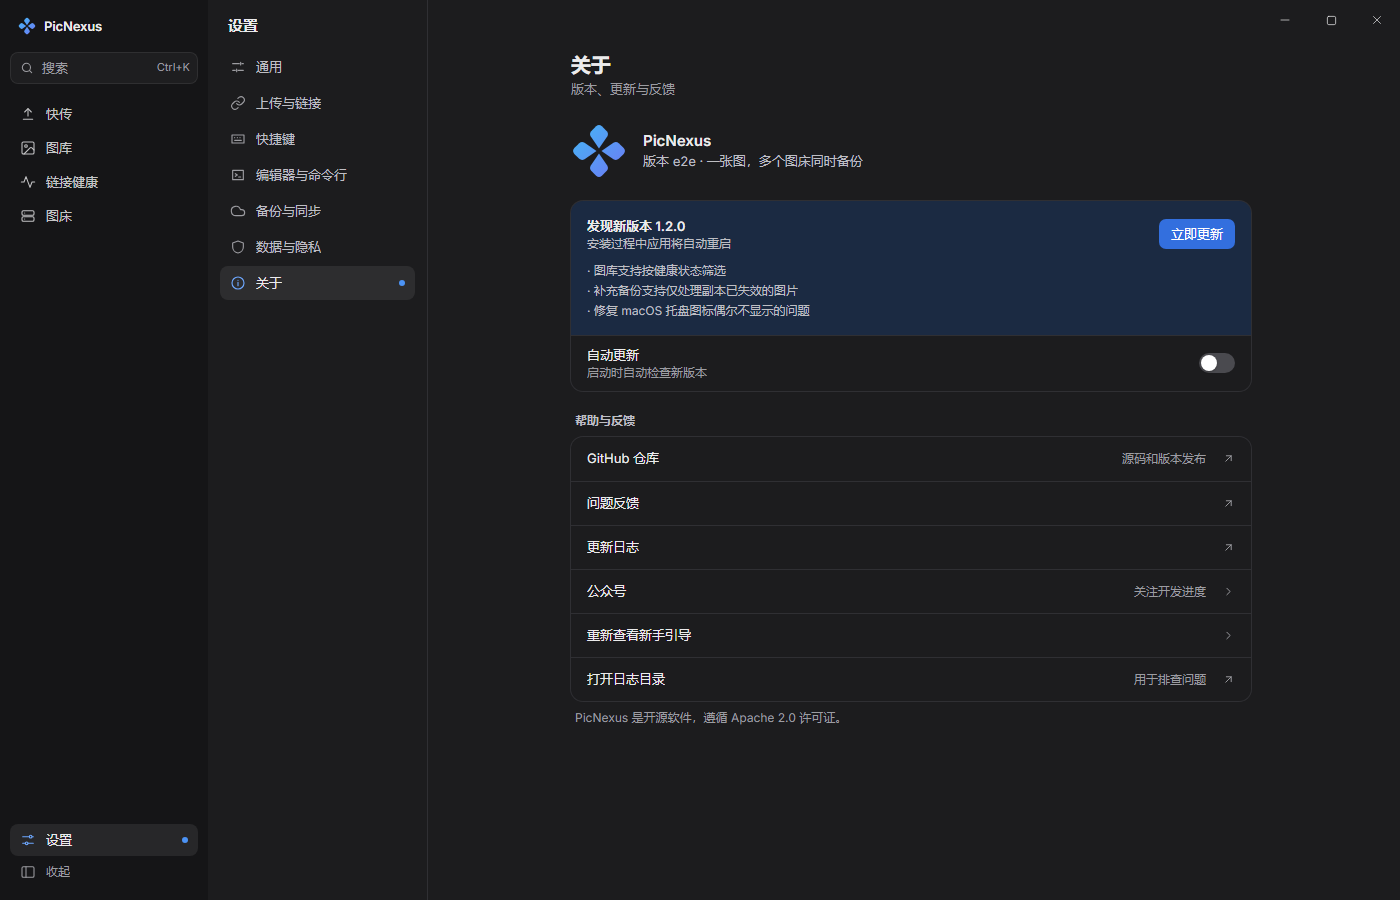 PicNexus
搜索 Ctrl+K
快传
图库
链接健康
图床
设置
收起
设置
通用
上传与链接
快捷键
编辑器与命令行
备份与同步
数据与隐私
关于
关于
版本、更新与反馈
PicNexus
版本 e2e · 一张图，多个图床同时备份
发现新版本 1.2.0
安装过程中应用将自动重启
立即更新
· 图库支持按健康状态筛选
· 补充备份支持仅处理副本已失效的图片
· 修复 macOS 托盘图标偶尔不显示的问题
自动更新
启动时自动检查新版本
帮助与反馈
GitHub 仓库 源码和版本发布
问题反馈
更新日志
公众号 关注开发进度
重新查看新手引导
打开日志目录 用于排查问题
PicNexus 是开源软件，遵循 Apache 2.0 许可证。